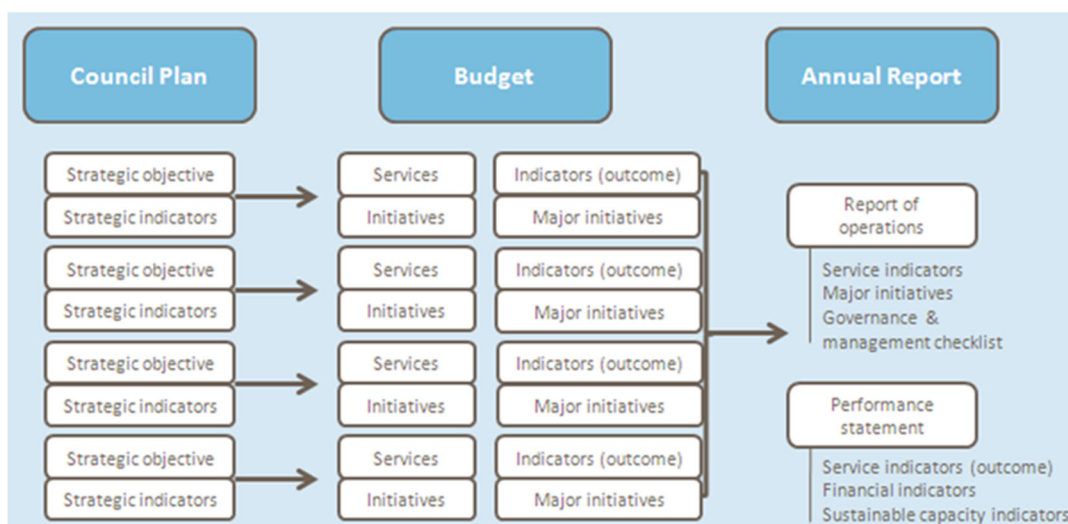 Council Plan
Budget
Annual Report
Strategic objective
Strategic indicators
Strategic objective
Strategic indicators
Strategic objective
Strategic indicators
Strategic objective
Strategic indicators
Services
Initiatives
Services
Initiatives
Services
Initiatives
Services
Initiatives
Indicators (outcome)
Major initiatives
Indicators (outcome)
Major initiatives
Indicators (outcome)
Major initiatives
Indicators (outcome)
Major initiatives
Report of
operations
Service indicators
Major initiatives
Governance &
management checklist
Performance
statement
Service indicators (outcome)
Financial indicators
Sustainable capacity indicators